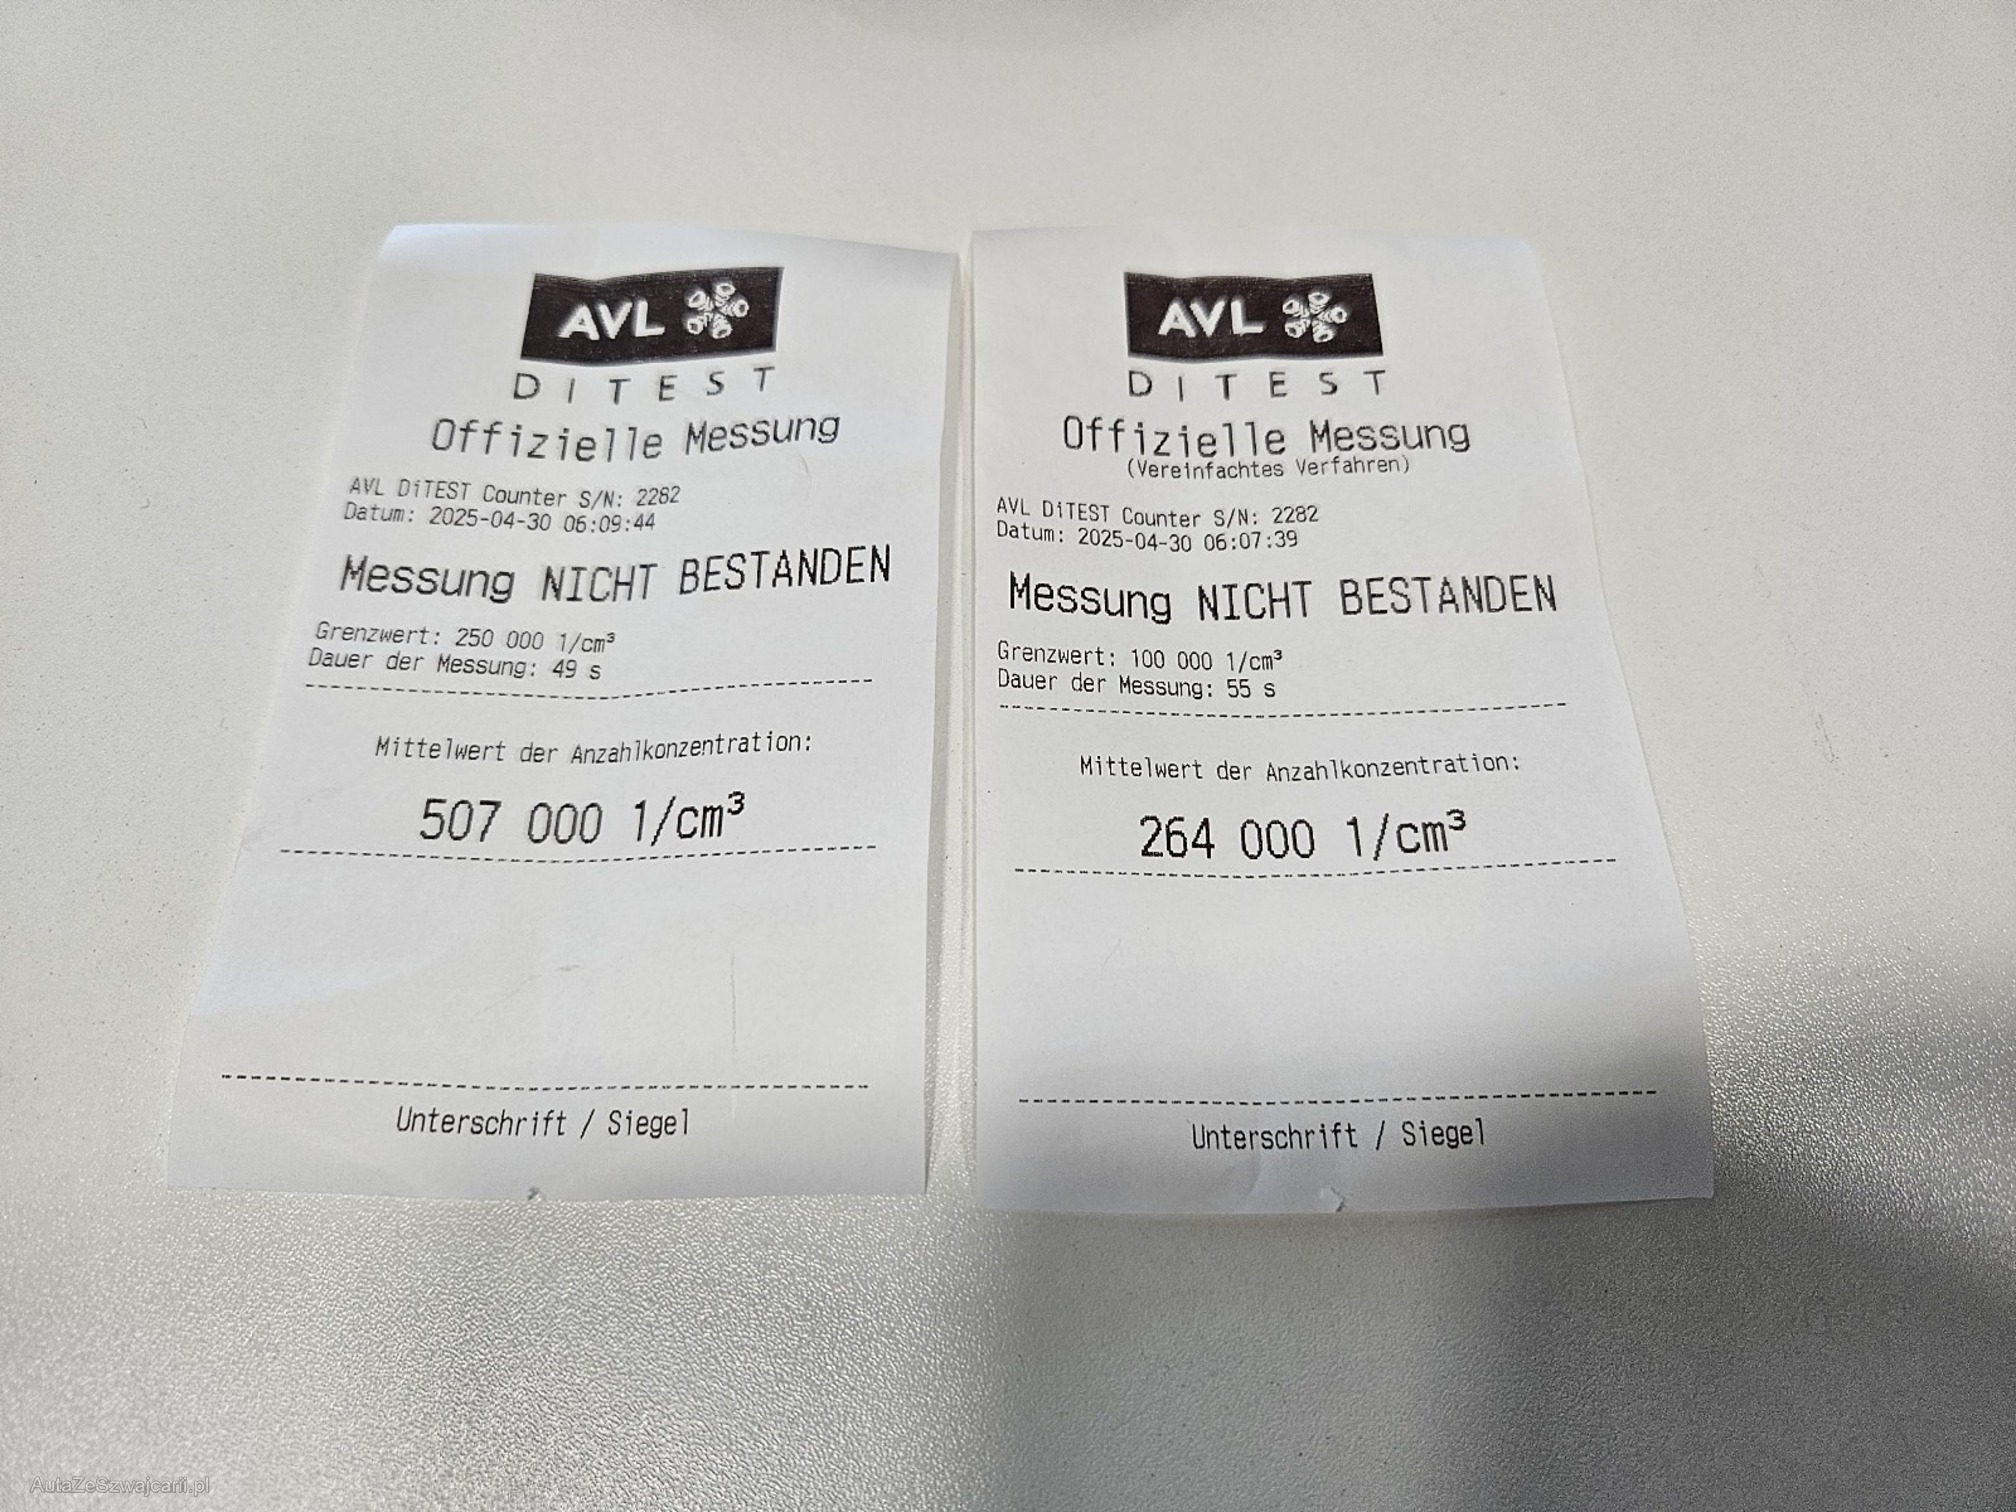 AVL
DITEST
Offizielle Messung
AVL DiTEST Counter S/N: 2282
Datum: 2025-04-30 06:09:44
Messung NICHT BESTANDEN
Grenzwert: 250 000 1/cm³
Dauer der Messung: 49 s
Mittelwert der Anzahlkonzentration:
507 000 1/cm³
Unterschrift / Siegel
AVL
DITEST
Offizielle Messung
(Vereinfachtes Verfahren)
AVL DiTEST Counter S/N: 2282
Datum: 2025-04-30 06:07:39
Messung NICHT BESTANDEN
Grenzwert: 100 000 1/cm³
Dauer der Messung: 55 s
Mittelwert der Anzahlkonzentration:
264 000 1/cm³
Unterschrift / Siegel
AutaZeSzwajcarii.pl